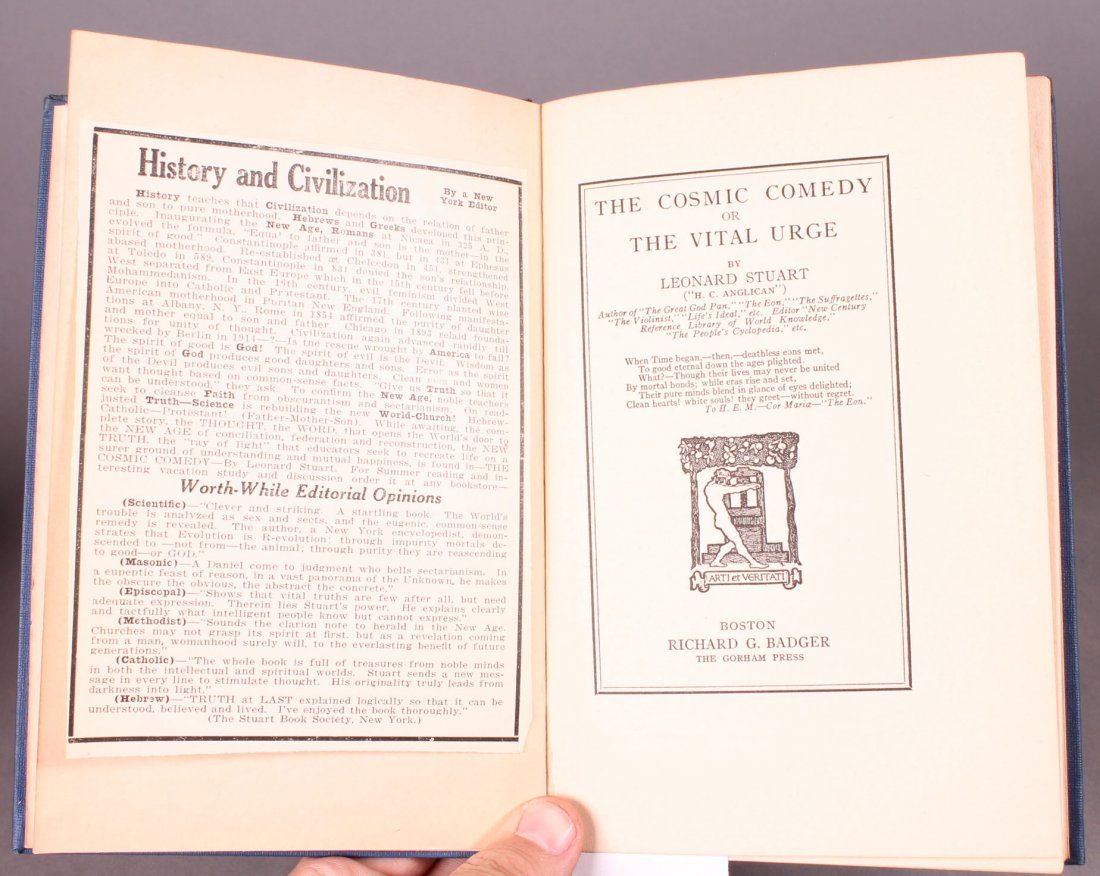 History and Civilization
By a New
York Editor
History teaches that Civilization depends on the relation of father
and son to pure motherhood. Hebrews and Greeks developed this prin-
ciple. Inaugurating the New Age, Romans at Nicaea in 325 A. D.,
evolved the formula, "Equal to father and son is the mother—in the
spirit of good." Constantinople affirmed in 381, but in 431 at Ephesus
abased motherhood. Re-established at Chelcedon in 451, strengthened
at Toledo in 589, Constantinople in 831 denied the son's relationship.
West separated from East Europe which in the 15th century fell before
Mohammedanism. In the 16th century, evil feminism divided West
Europe into Catholic and Protestant. The 17th century planted wise
American motherhood in Puritan New England. Following manifesta-
tions at Albany, N. Y., Rome in 1854 affirmed the purity of daughter
and mother equal to son and father. Chicago in 1893 relaid founda-
tions for unity of thought. Civilization again advanced rapidly till
wrecked by Berlin in 1914—?—Is the rescue wrought by America to fail?
The spirit of good is God! The spirit of evil is the Devil. Wisdom as
the spirit of God produces good daughters and sons. Error as the spirit
of the Devil produces evil sons and daughters. Clean men and women
want thought based on common-sense facts. "Give us Truth so that it
can be understood," they ask. To confirm the New Age, noble teachers
seek to cleanse Faith from obscurantism and sectarianism. On read-
justed Truth—Science is rebuilding the new World-Church! Hebrew-
Catholic—Protestant! (Father-Mother-Son). While awaiting, the com-
plete story, the THOUGHT, the WORD, that opens the World's door to
the NEW AGE of conciliation, federation and reconstruction, the NEW
TRUTH, the "ray of light" that educators seek to recreate life on a
surer ground of understanding and mutual happiness, is found in—THE
COSMIC COMEDY—By Leonard Stuart. For Summer reading and in-
teresting vacation study and discussion order it at any bookstore—
Worth-While Editorial Opinions
(Scientific)—"Clever and striking. A startling book. The World's
trouble is analyzed as sex and sects, and the eugenic, common-sense
remedy is revealed. The author, a New York encyclopedist, demon-
strates that Evolution is R-evolution: through impurity mortals de-
scended to—not from—the animal; through purity they are reascending
to good—or GOD."
(Masonic)—A Daniel come to judgment who hells sectarianism. In
a eupeptic feast of reason, in a vast panorama of the Unknown, he makes
the obscure the obvious, the abstract the concrete."
(Episcopal)—"Shows that vital truths are few after all, but need
adequate expression. Therein lies Stuart's power. He explains clearly
and tactfully what intelligent people know but cannot express."
(Methodist)—"Sounds the clarion note to herald in the New Age.
Churches may not grasp its spirit at first, but as a revelation coming
from a man, womanhood surely will, to the everlasting benefit of future
generations."
(Catholic)—"The whole book is full of treasures from noble minds
in both the intellectual and spiritual worlds. Stuart sends a new mes-
sage in every line to stimulate thought. His originality truly leads from
darkness into light."
(Hebrew)—"TRUTH at LAST explained logically so that it can be
understood, believed and lived. I've enjoyed the book thoroughly."
(The Stuart Book Society, New York.)
THE COSMIC COMEDY
OR
THE VITAL URGE
BY
LEONARD STUART
("H. C. ANGLICAN")
Author of "The Great God Pan," "The Eon," "The Suffragettes,"
"The Violinist," "Life's Ideal," etc. Editor "New Century
Reference Library of World Knowledge,"
"The People's Cyclopedia," etc.
When Time began,—then,—deathless eons met,
To good eternal down the ages plighted.
What?—Though their lives may never be united
By mortal bonds; while eras rise and set,
Their pure minds blend in glance of eyes delighted;
Clean hearts! white souls! they greet—without regret.
To H. E. M.—Cor Mariæ—"The Eon."
ARTI et VERITATI
BOSTON
RICHARD G. BADGER
THE GORHAM PRESS